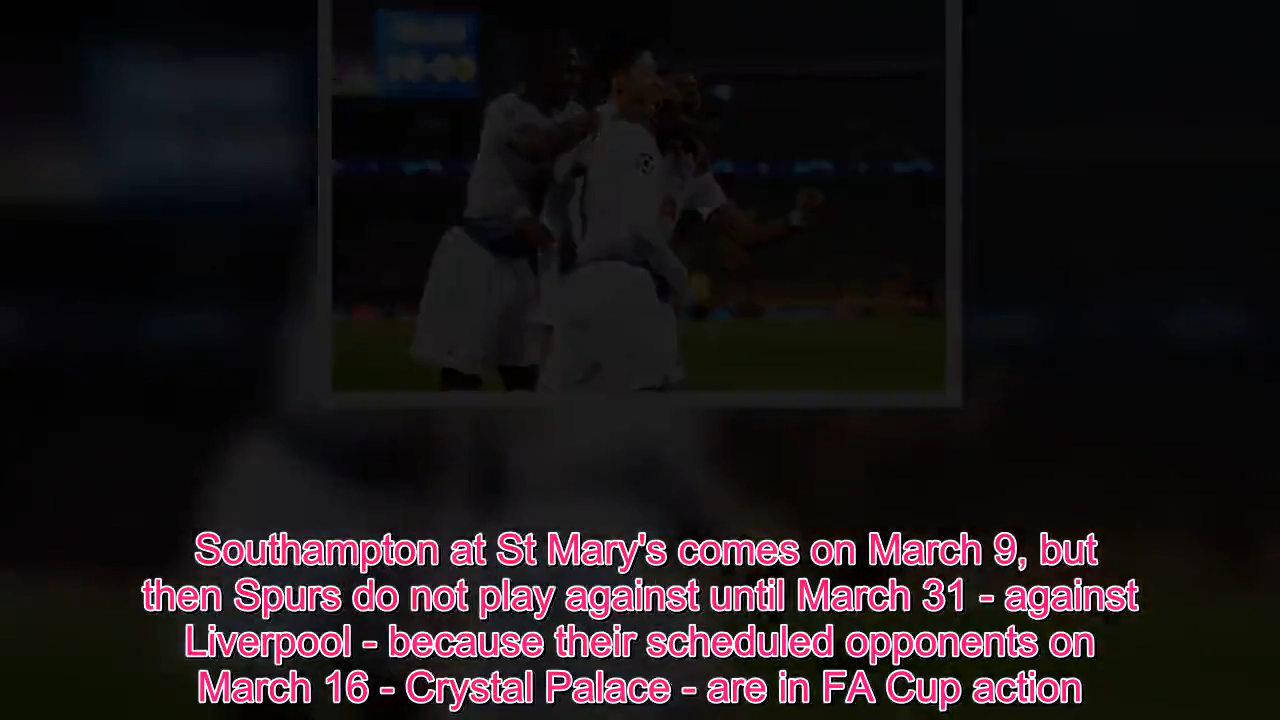 Southampton at St Mary's comes on March 9, but
then Spurs do not play against until March 31 - against
Liverpool - because their scheduled opponents on
March 16 - Crystal Palace - are in FA Cup action